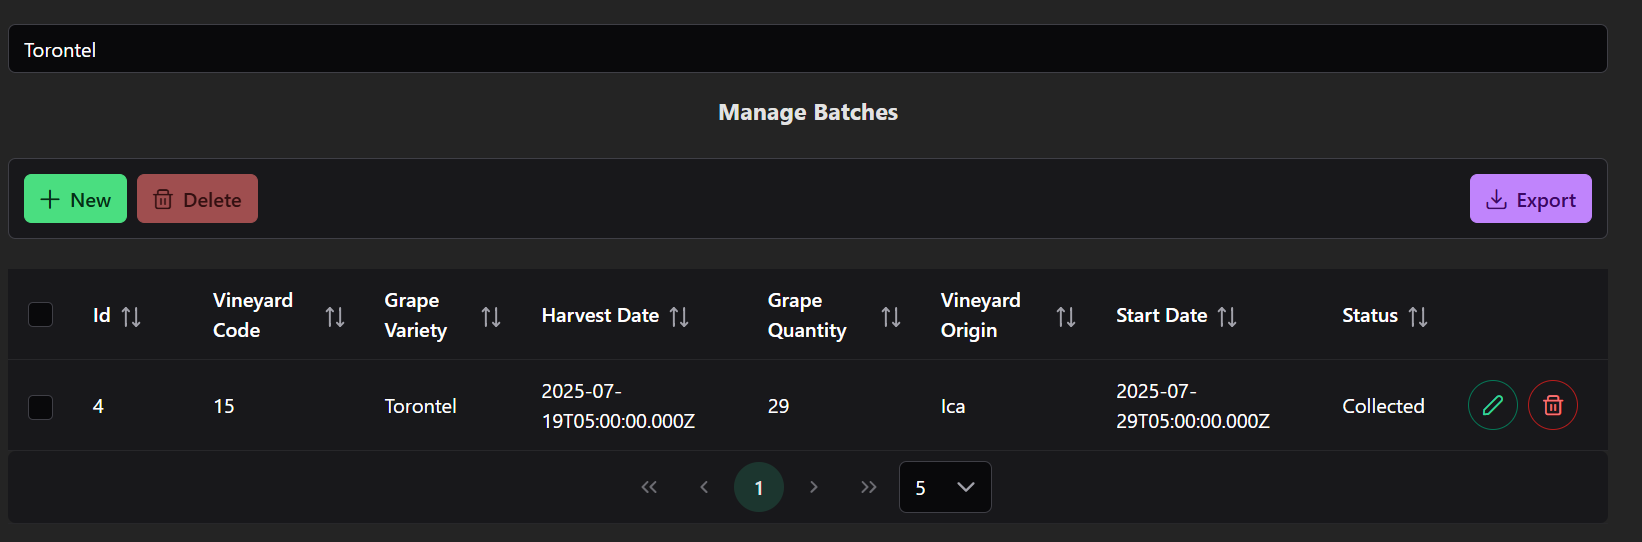 Torontel
Manage Batches
New Delete Export
Id Vineyard Code Grape Variety Harvest Date Grape Quantity Vineyard Origin Start Date Status
4 15 Torontel 2025-07-19T05:00:00.000Z 29 Ica 2025-07-29T05:00:00.000Z Collected
1 5